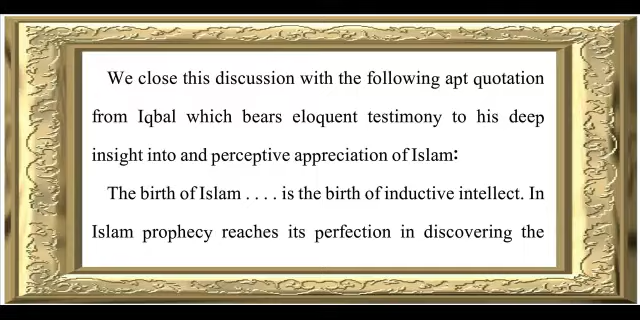 We close this discussion with the following apt quotation
from Iqbal which bears eloquent testimony to his deep
insight into and perceptive appreciation of Islam:
The birth of Islam . . . . is the birth of inductive intellect. In
Islam prophecy reaches its perfection in discovering the